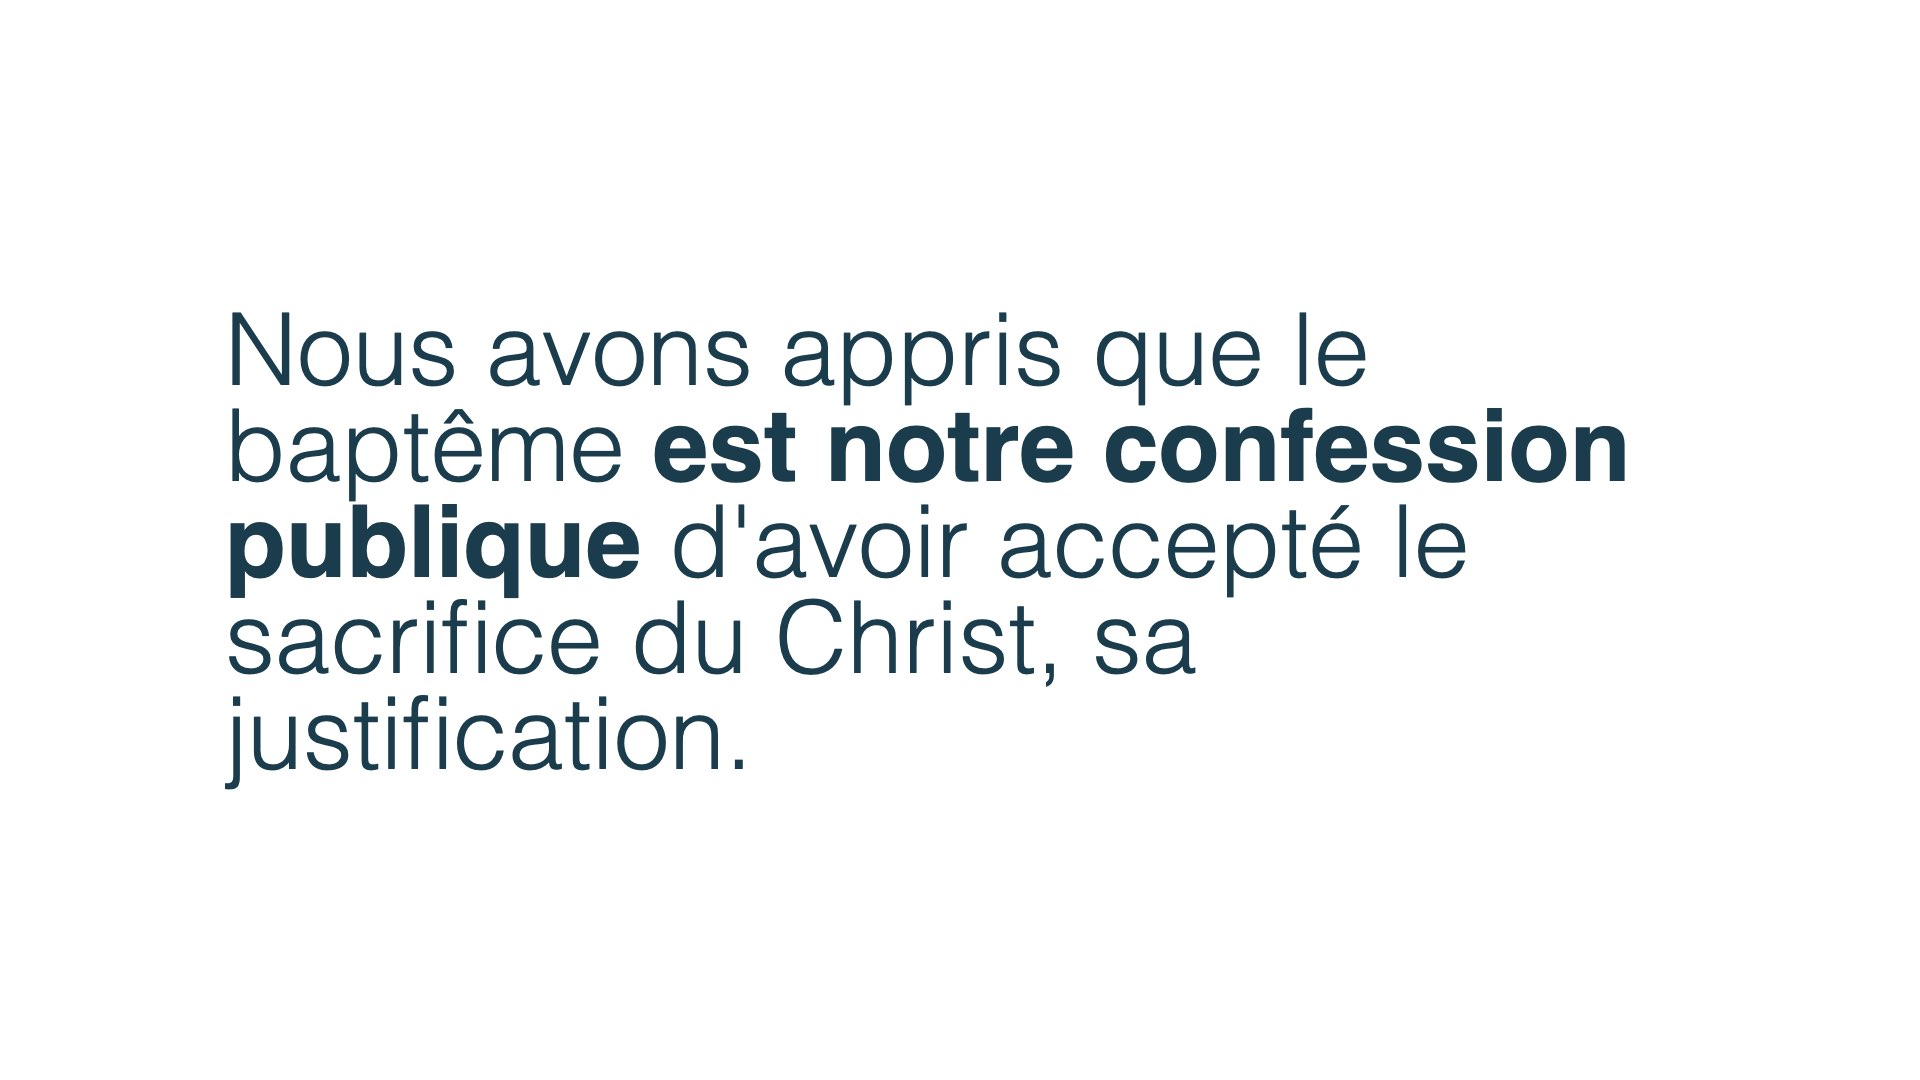 Nous avons appris que le
baptême est notre confession
publique d'avoir accepté le
sacrifice du Christ, sa
justification.